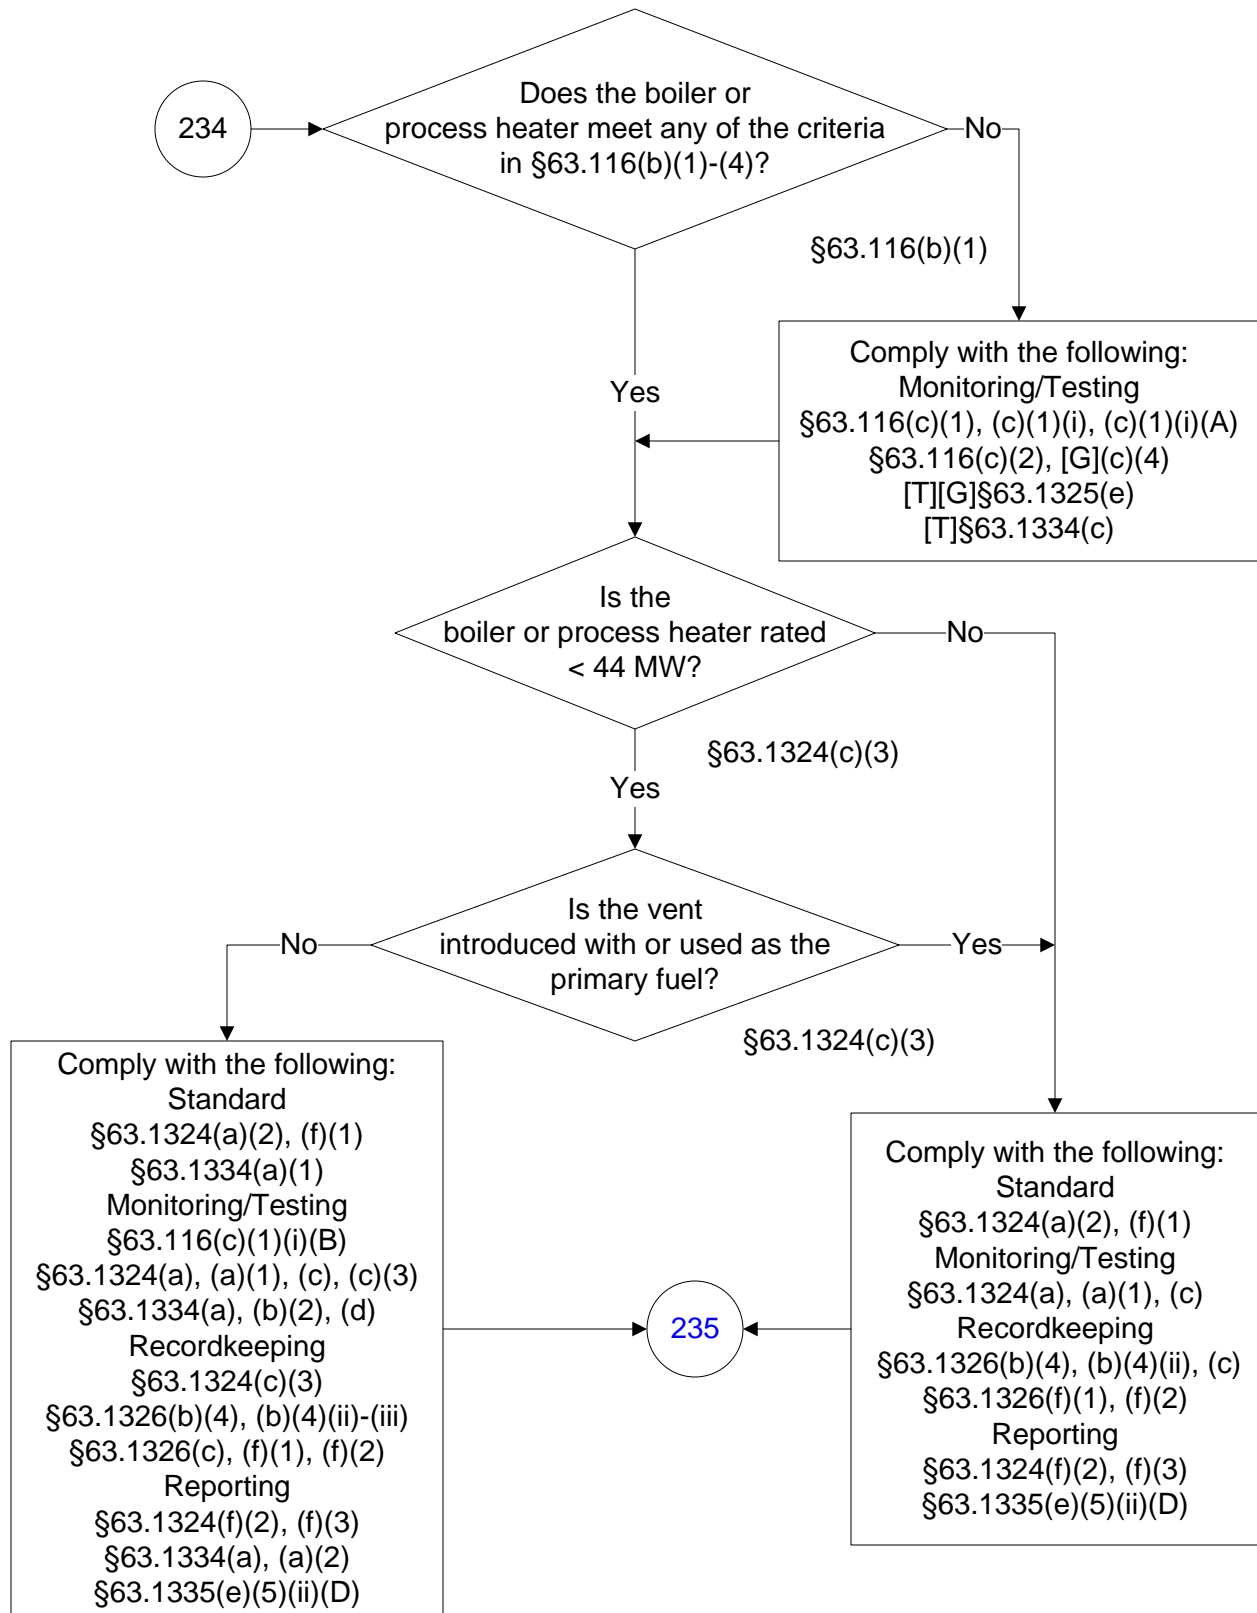 234
Does the boiler or
process heater meet any of the criteria
in §63.116(b)(1)-(4)?
No
§63.116(b)(1)
Yes
Comply with the following:
Monitoring/Testing
§63.116(c)(1), (c)(1)(i), (c)(1)(i)(A)
§63.116(c)(2), [G](c)(4)
[T][G]§63.1325(e)
[T]§63.1334(c)
Is the
boiler or process heater rated
< 44 MW?
No
§63.1324(c)(3)
Yes
Is the vent
introduced with or used as the
primary fuel?
No
Yes
§63.1324(c)(3)
Comply with the following:
Standard
§63.1324(a)(2), (f)(1)
§63.1334(a)(1)
Monitoring/Testing
§63.116(c)(1)(i)(B)
§63.1324(a), (a)(1), (c), (c)(3)
§63.1334(a), (b)(2), (d)
Recordkeeping
§63.1324(c)(3)
§63.1326(b)(4), (b)(4)(ii)-(iii)
§63.1326(c), (f)(1), (f)(2)
Reporting
§63.1324(f)(2), (f)(3)
§63.1334(a), (a)(2)
§63.1335(e)(5)(ii)(D)
235
Comply with the following:
Standard
§63.1324(a)(2), (f)(1)
Monitoring/Testing
§63.1324(a), (a)(1), (c)
Recordkeeping
§63.1326(b)(4), (b)(4)(ii), (c)
§63.1326(f)(1), (f)(2)
Reporting
§63.1324(f)(2), (f)(3)
§63.1335(e)(5)(ii)(D)